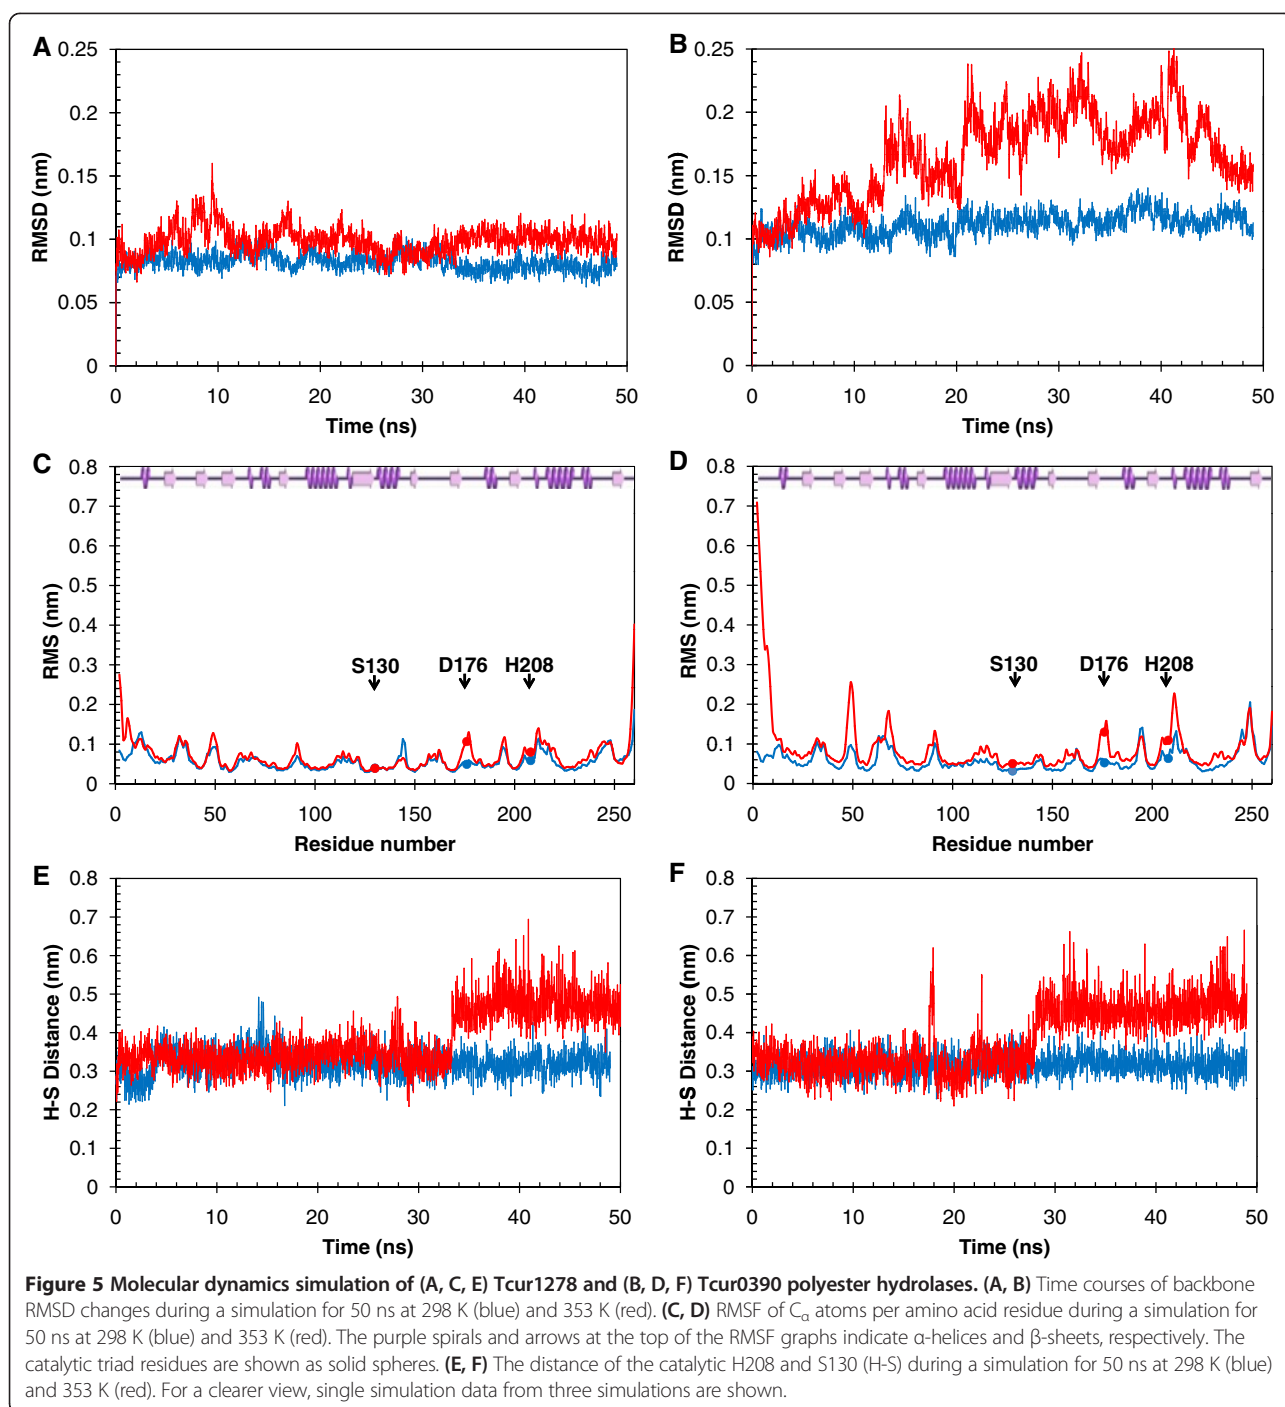 A
0.25
0.2
0.15
0.1
0.05
0
RMSD (nm)
0 10 20 30 40 50
Time (ns)
B
0.25
0.2
0.15
0.1
0.05
0
RMSD (nm)
0 10 20 30 40 50
Time (ns)
C
0.8
0.7
0.6
0.5
0.4
0.3
0.2
0.1
0
RMS (nm)
S130 D176 H208
0 50 100 150 200 250
Residue number
D
0.8
0.7
0.6
0.5
0.4
0.3
0.2
0.1
0
RMS (nm)
S130 D176 H208
0 50 100 150 200 250
Residue number
E
0.8
0.7
0.6
0.5
0.4
0.3
0.2
0.1
0
H-S Distance (nm)
0 10 20 30 40 50
Time (ns)
F
0.8
0.7
0.6
0.5
0.4
0.3
0.2
0.1
0
H-S Distance (nm)
0 10 20 30 40 50
Time (ns)
Figure 5 Molecular dynamics simulation of (A, C, E) Tcur1278 and (B, D, F) Tcur0390 polyester hydrolases. (A, B) Time courses of backbone
RMSD changes during a simulation for 50 ns at 298 K (blue) and 353 K (red). (C, D) RMSF of Cα atoms per amino acid residue during a simulation for
50 ns at 298 K (blue) and 353 K (red). The purple spirals and arrows at the top of the RMSF graphs indicate α-helices and β-sheets, respectively. The
catalytic triad residues are shown as solid spheres. (E, F) The distance of the catalytic H208 and S130 (H-S) during a simulation for 50 ns at 298 K (blue)
and 353 K (red). For a clearer view, single simulation data from three simulations are shown.